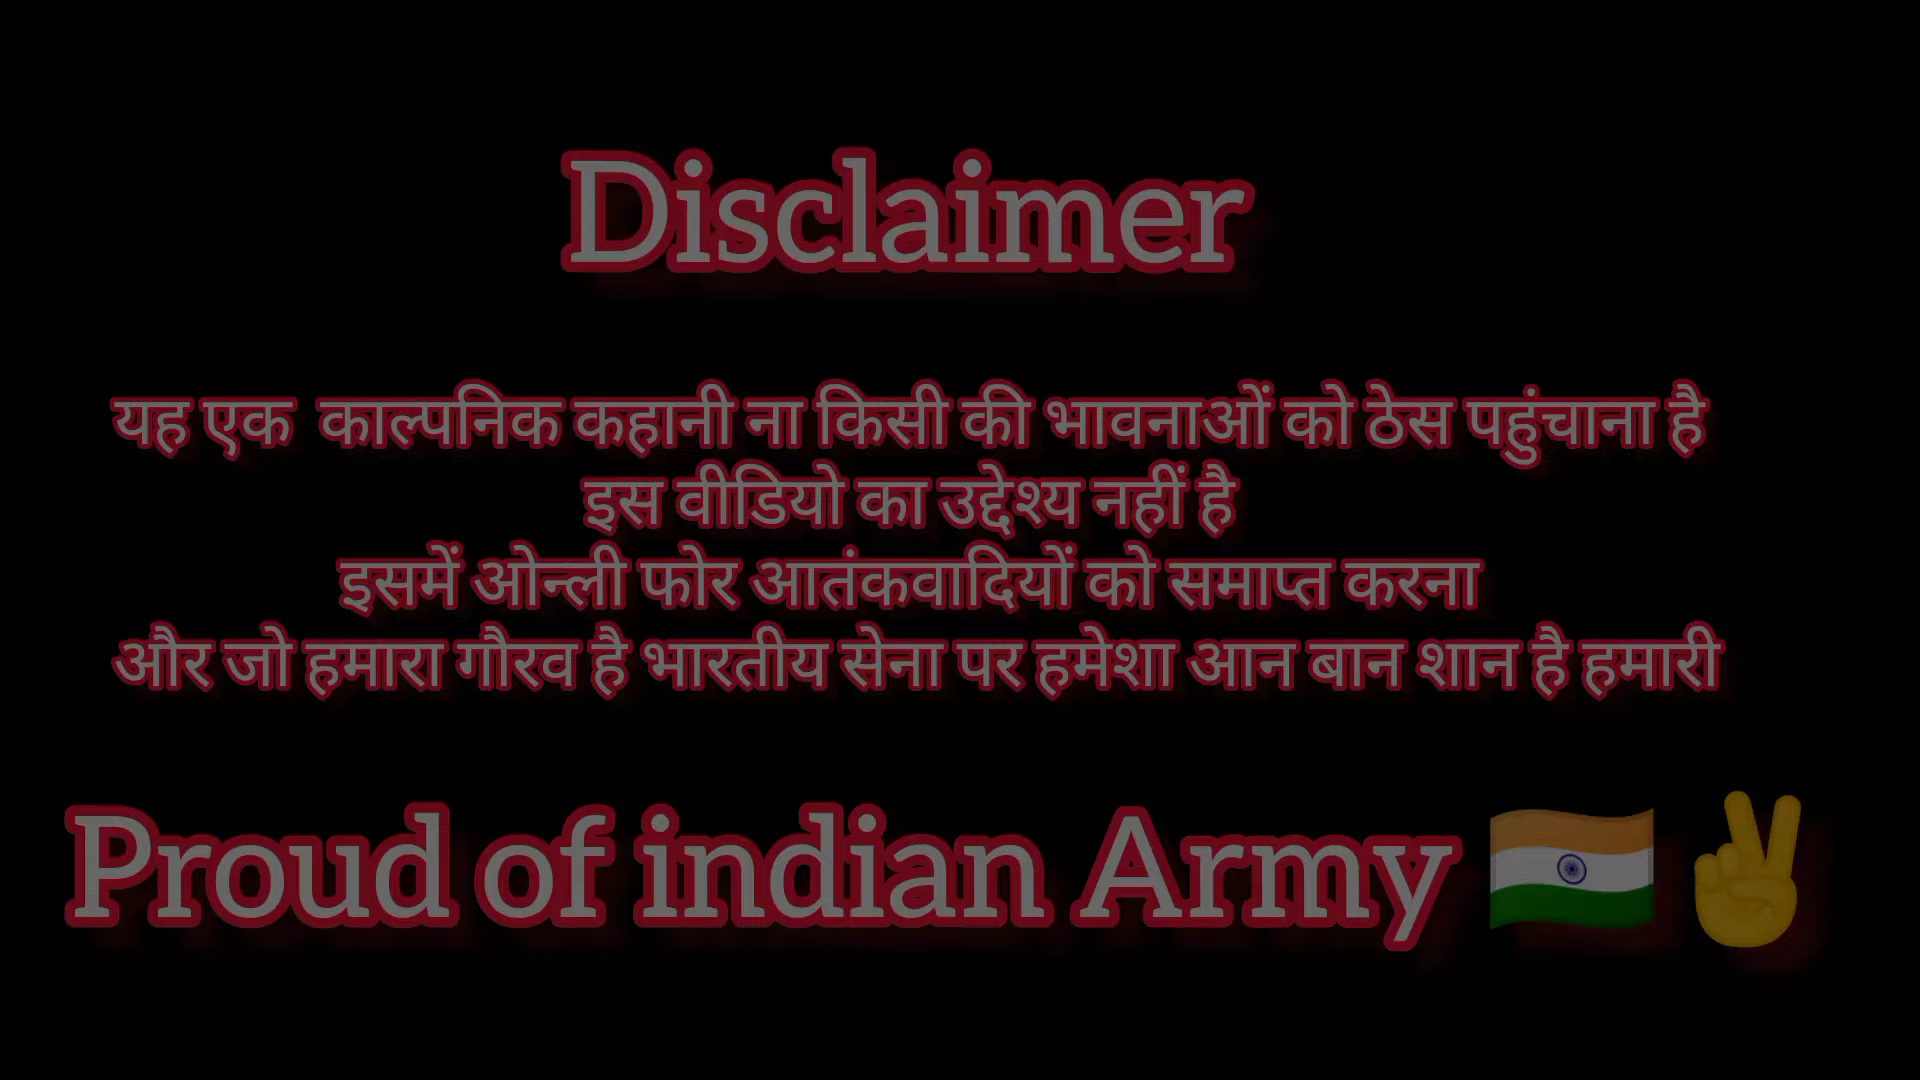 Disclaimer
यह एक काल्पनिक कहानी ना किसी की भावनाओं को ठेस पहुंचाना है
इस वीडियो का उद्देश्य नहीं है
इसमें ओन्ली फोर आतंकवादियों को समाप्त करना
और जो हमारा गौरव है भारतीय सेना पर हमेशा आन बान शान है हमारी
Proud of indian Army 🇮🇳✌️